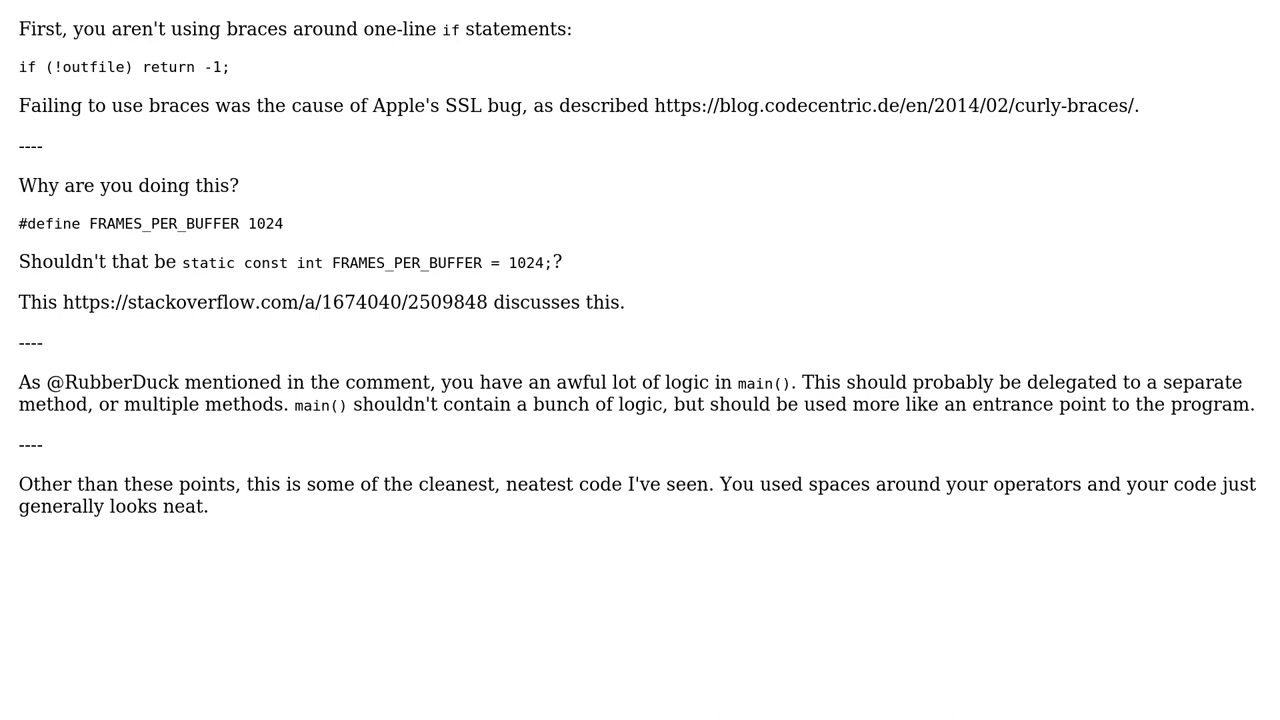 First, you aren't using braces around one-line if statements:
if (!outfile) return -1;
Failing to use braces was the cause of Apple's SSL bug, as described https://blog.codecentric.de/en/2014/02/curly-braces/.
----
Why are you doing this?
#define FRAMES_PER_BUFFER 1024
Shouldn't that be static const int FRAMES_PER_BUFFER = 1024;?
This https://stackoverflow.com/a/1674040/2509848 discusses this.
----
As @RubberDuck mentioned in the comment, you have an awful lot of logic in main(). This should probably be delegated to a separate
method, or multiple methods. main() shouldn't contain a bunch of logic, but should be used more like an entrance point to the program.
----
Other than these points, this is some of the cleanest, neatest code I've seen. You used spaces around your operators and your code just
generally looks neat.